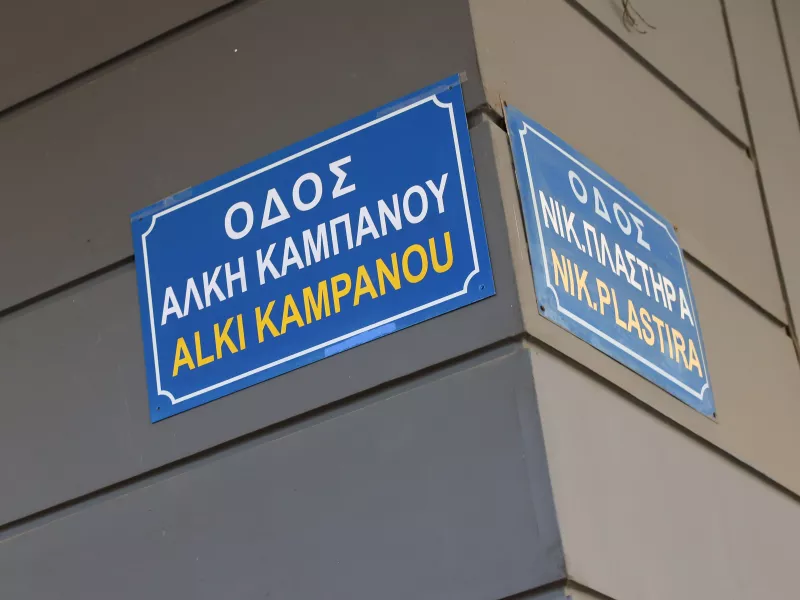 ΟΔΟΣ
ΑΛΚΗ ΚΑΜΠΑΝΟΥ
ALKI KAMPANOU
ΟΔΟΣ
ΝΙΚ.ΠΛΑΣΤΗΡΑ
NIK.PLASTIRA